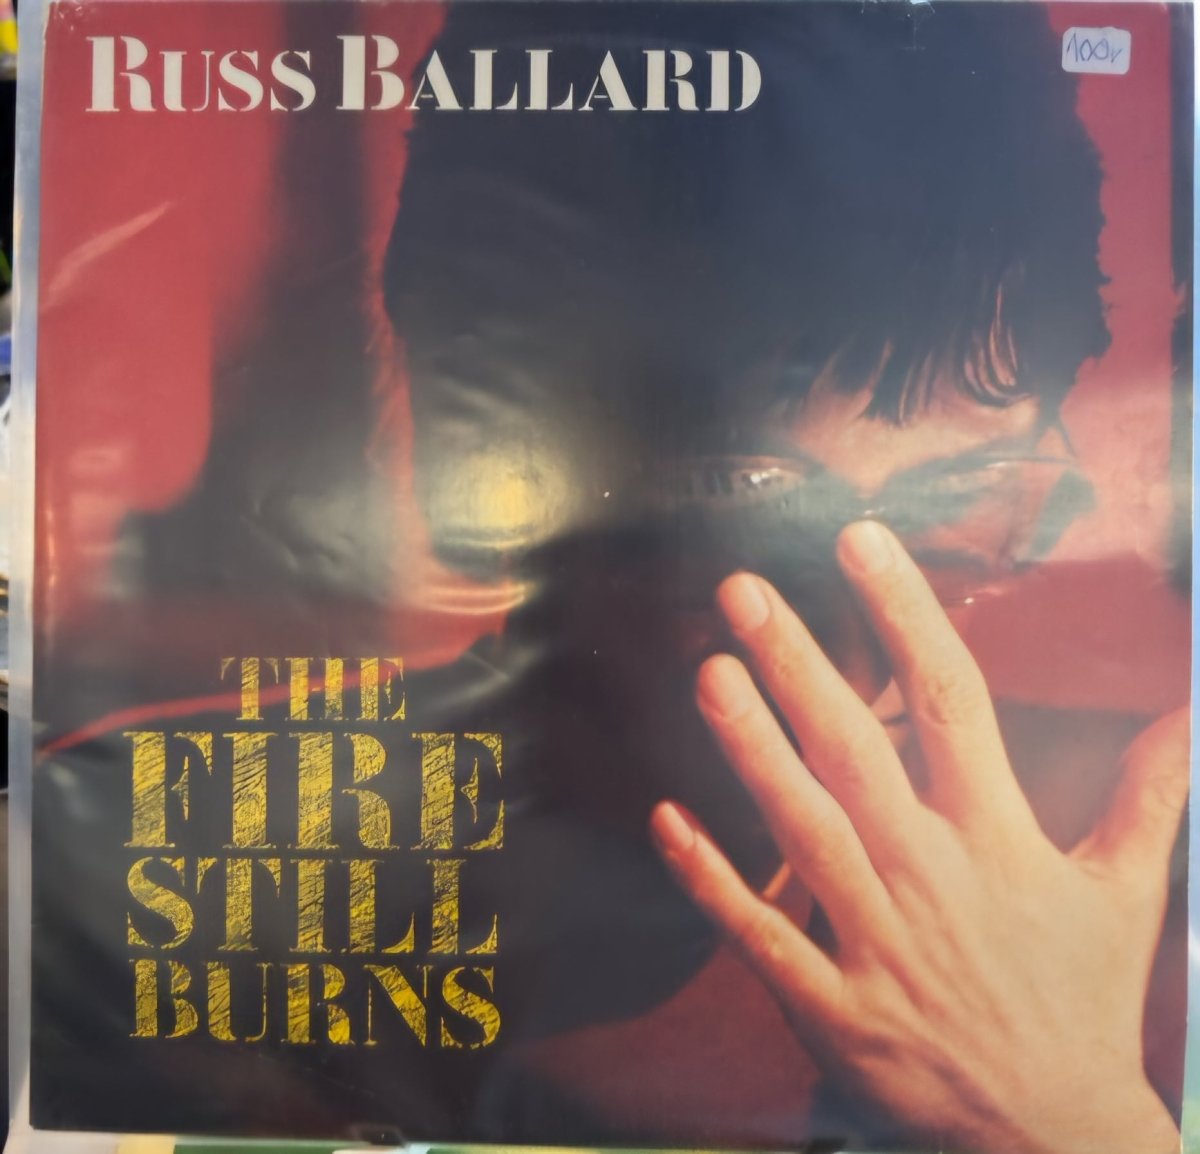 RUSS BALLARD
100,-
THE
FIRE
STILL
BURNS